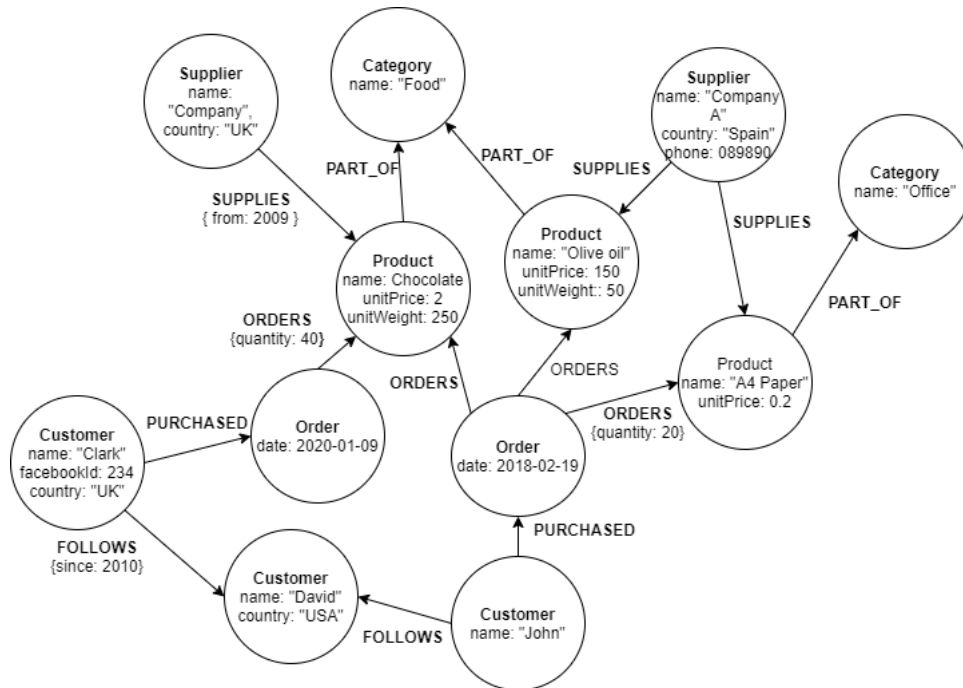 Supplier
name:
"Company",
country: "UK"
Category
name: "Food"
Supplier
name: "Company
A"
country: "Spain"
phone: 089890
Category
name: "Office"
PART_OF
PART_OF
SUPPLIES
SUPPLIES
{ from: 2009 }
SUPPLIES
Product
name: Chocolate
unitPrice: 2
unitWeight: 250
Product
name: "Olive oil"
unitPrice: 150
unitWeight:: 50
PART_OF
ORDERS
{quantity: 40}
ORDERS
ORDERS
Product
name: "A4 Paper"
unitPrice: 0.2
PURCHASED
Order
date: 2020-01-09
ORDERS
{quantity: 20}
Customer
name: "Clark"
facebookId: 234
country: "UK"
Order
date: 2018-02-19
PURCHASED
FOLLOWS
{since: 2010}
Customer
name: "David"
country: "USA"
FOLLOWS
Customer
name: "John"